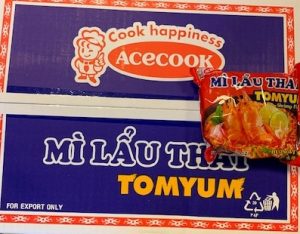 Cook happiness
ACECOOK
MÌ LẨU THÁI
TOMYUM
MÌ LẨU THÁI
TOMYUM
FOR EXPORT ONLY